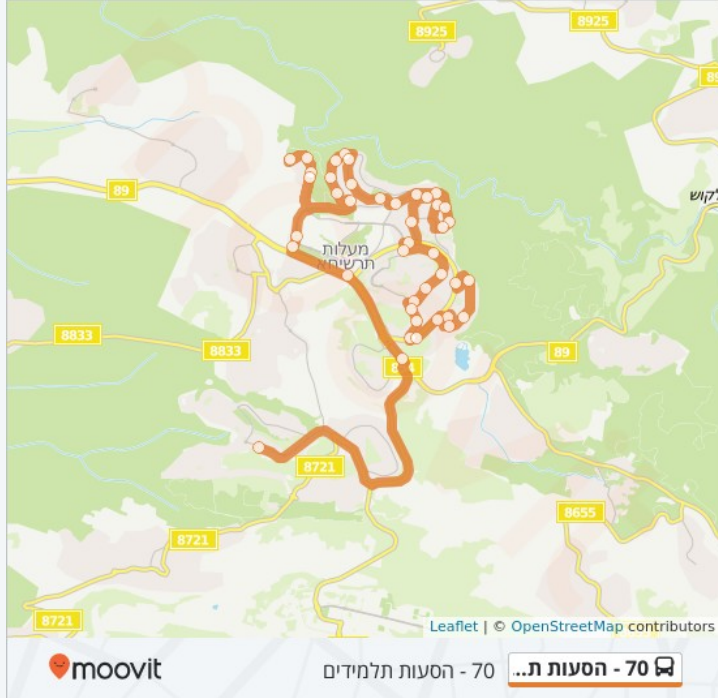 8925
8925
89
לקוש
מעלות
תרשיחא
8833
8833
89
8721
8655
8721
8721
Leaflet | © OpenStreetMap contributors
moovit
70 - הסעות תלמידים
70 - הסעות ת...